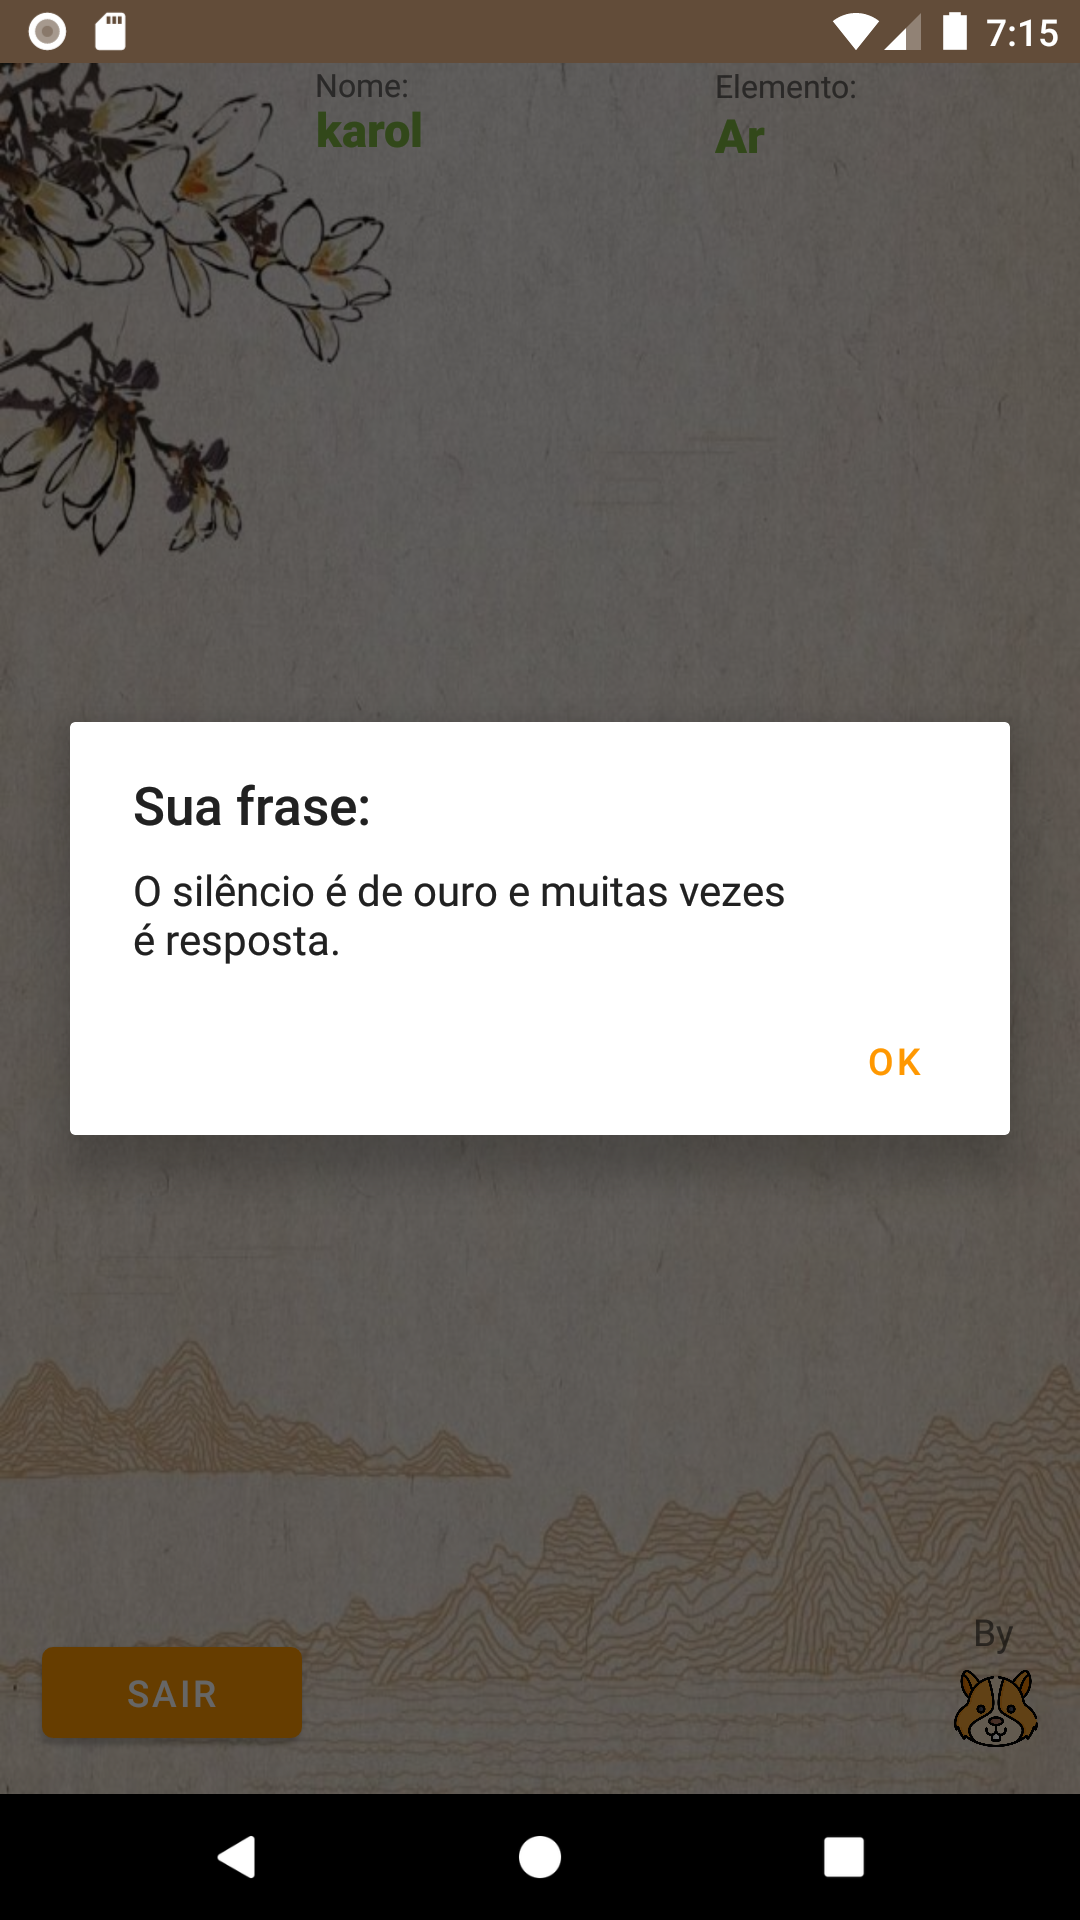 7:15
Nome:
karol
Elemento:
Ar
Sua frase:
O silêncio é de ouro e muitas vezes
é resposta.
OK
By
SAIR